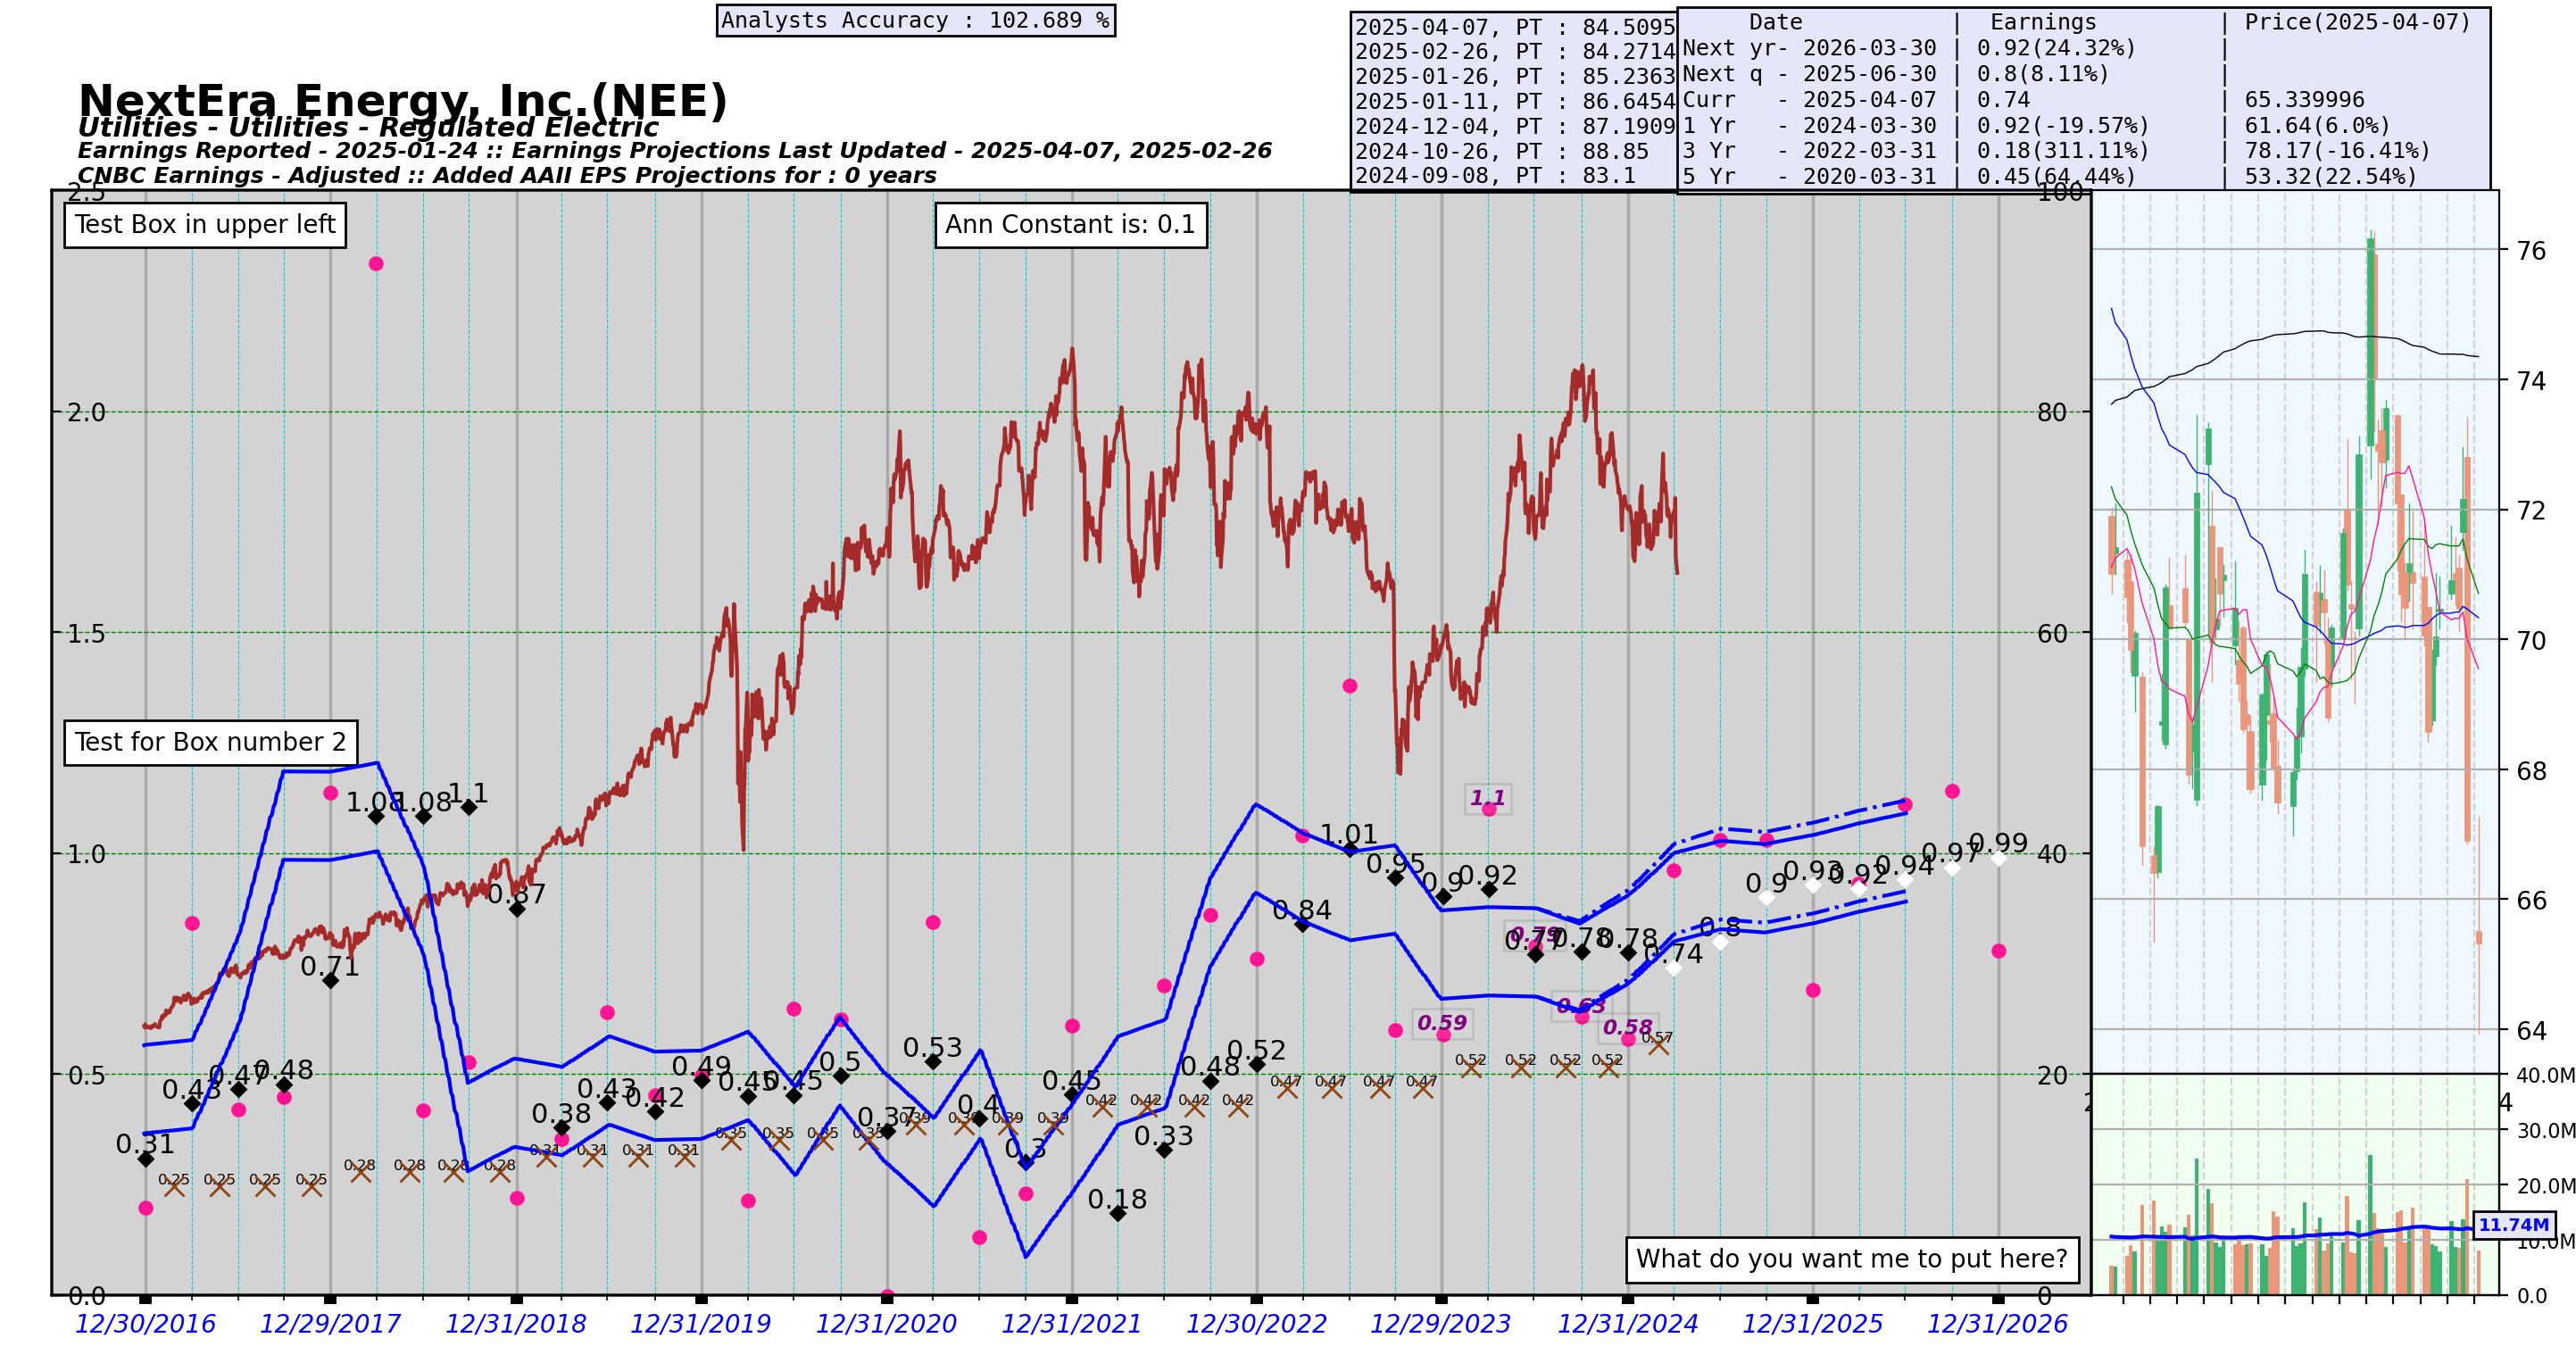 Analysts Accuracy : 102.689 %
2025-04-07, PT : 84.5095
2025-02-26, PT : 84.2714
2025-01-26, PT : 85.2363
2025-01-11, PT : 86.6454
2024-12-04, PT : 87.1909
2024-10-26, PT : 88.85
2024-09-08, PT : 83.1
Date | Earnings | Price(2025-04-07)
Next yr- 2026-03-30 | 0.92(24.32%) |
Next q - 2025-06-30 | 0.8(8.11%) |
Curr - 2025-04-07 | 0.74 | 65.339996
1 Yr - 2024-03-30 | 0.92(-19.57%) | 61.64(6.0%)
3 Yr - 2022-03-31 | 0.18(311.11%) | 78.17(-16.41%)
5 Yr - 2020-03-31 | 0.45(64.44%) | 53.32(22.54%)
NextEra Energy, Inc.(NEE)
Utilities - Utilities - Regulated Electric
Earnings Reported - 2025-01-24 :: Earnings Projections Last Updated - 2025-04-07, 2025-02-26
CNBC Earnings - Adjusted :: Added AAII EPS Projections for : 0 years
2.5
2.0
1.5
1.0
0.5
0.0
Test Box in upper left
Ann Constant is: 0.1
Test for Box number 2
What do you want me to put here?
100
80
60
40
20
0
76
74
72
70
68
66
64
40.0M
30.0M
20.0M
10.0M
0.0
11.74M
0.31
0.43
0.47
0.48
0.71
1.08
1.08
1.1
0.87
0.38
0.43
0.42
0.49
0.45
0.45
0.5
0.37
0.53
0.4
0.3
0.45
0.18
0.33
0.48
0.52
0.84
1.01
0.95
0.9
0.92
0.77
0.78
0.78
0.74
0.8
0.9
0.93
0.92
0.94
0.97
0.99
0.59
1.1
0.79
0.63
0.58
0.25 0.25 0.25 0.25
0.28 0.28 0.28 0.28
0.31 0.31 0.31 0.31
0.35 0.35 0.35 0.35
0.39 0.39 0.39 0.39
0.42 0.42 0.42 0.42
0.47 0.47 0.47 0.47
0.52 0.52 0.52 0.52
0.57
12/30/2016 12/29/2017 12/31/2018 12/31/2019 12/31/2020 12/31/2021 12/30/2022 12/29/2023 12/31/2024 12/31/2025 12/31/2026